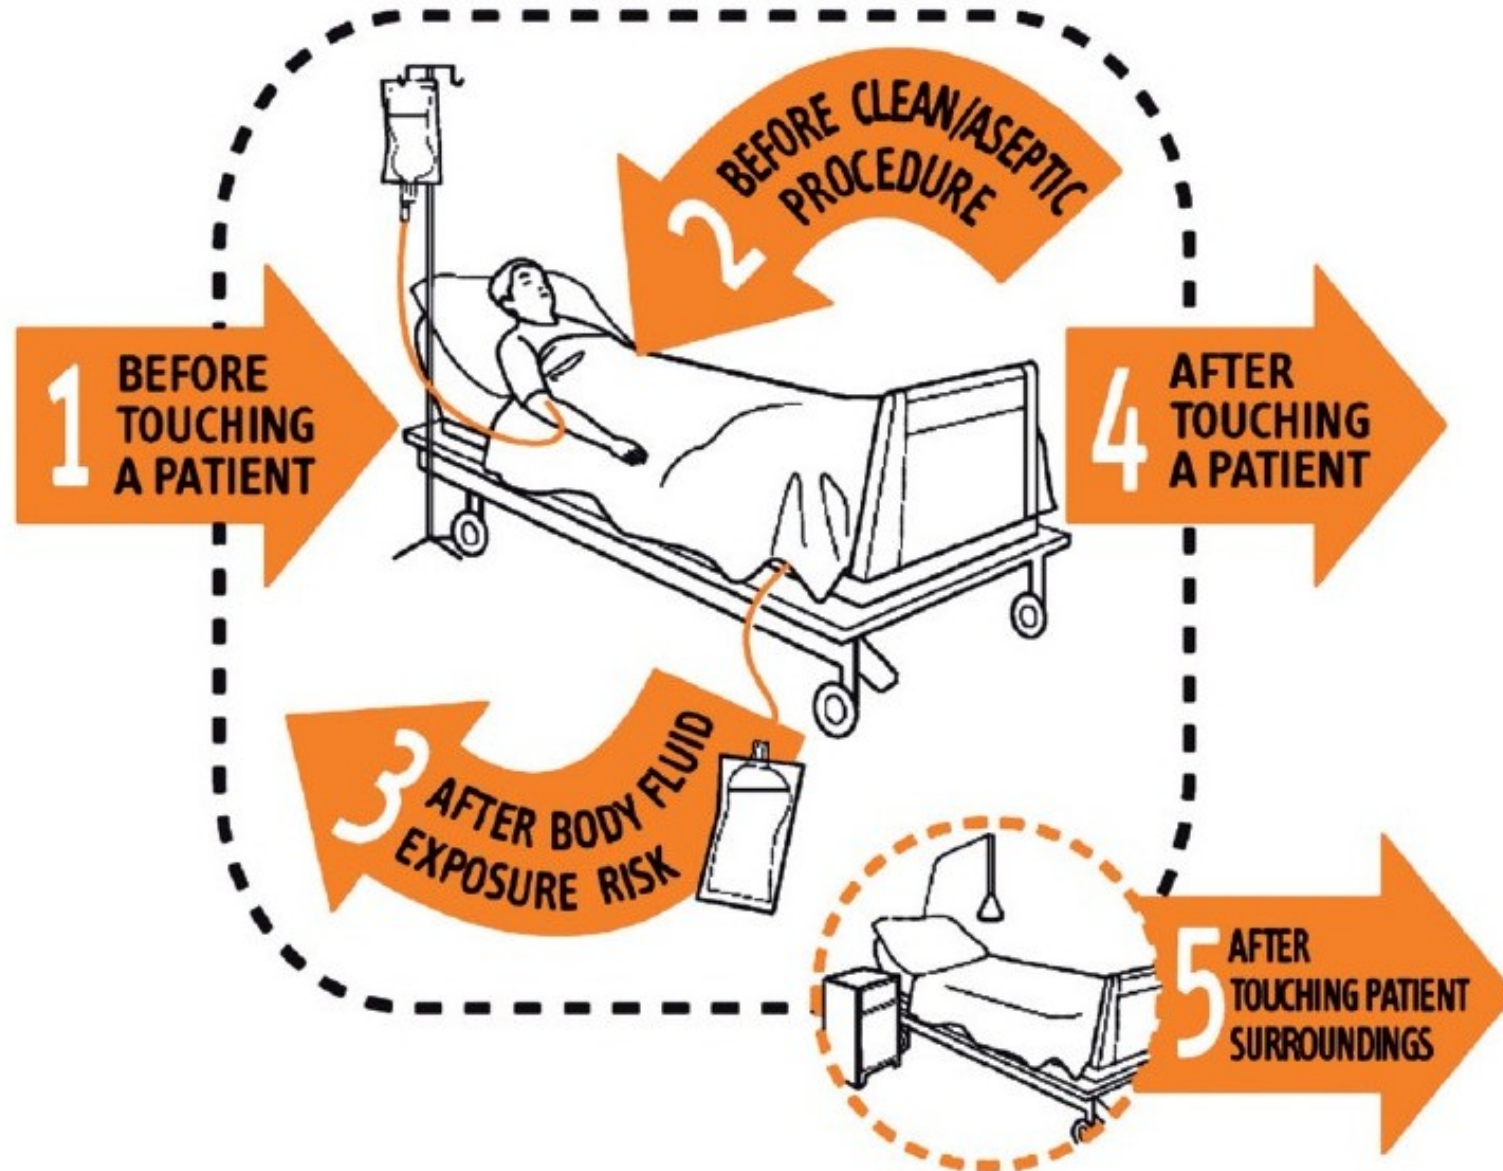 1
BEFORE
TOUCHING
A PATIENT
2
BEFORE CLEAN/ASEPTIC
PROCEDURE
3
AFTER BODY FLUID
EXPOSURE RISK
4
AFTER
TOUCHING
A PATIENT
5
AFTER
TOUCHING PATIENT
SURROUNDINGS